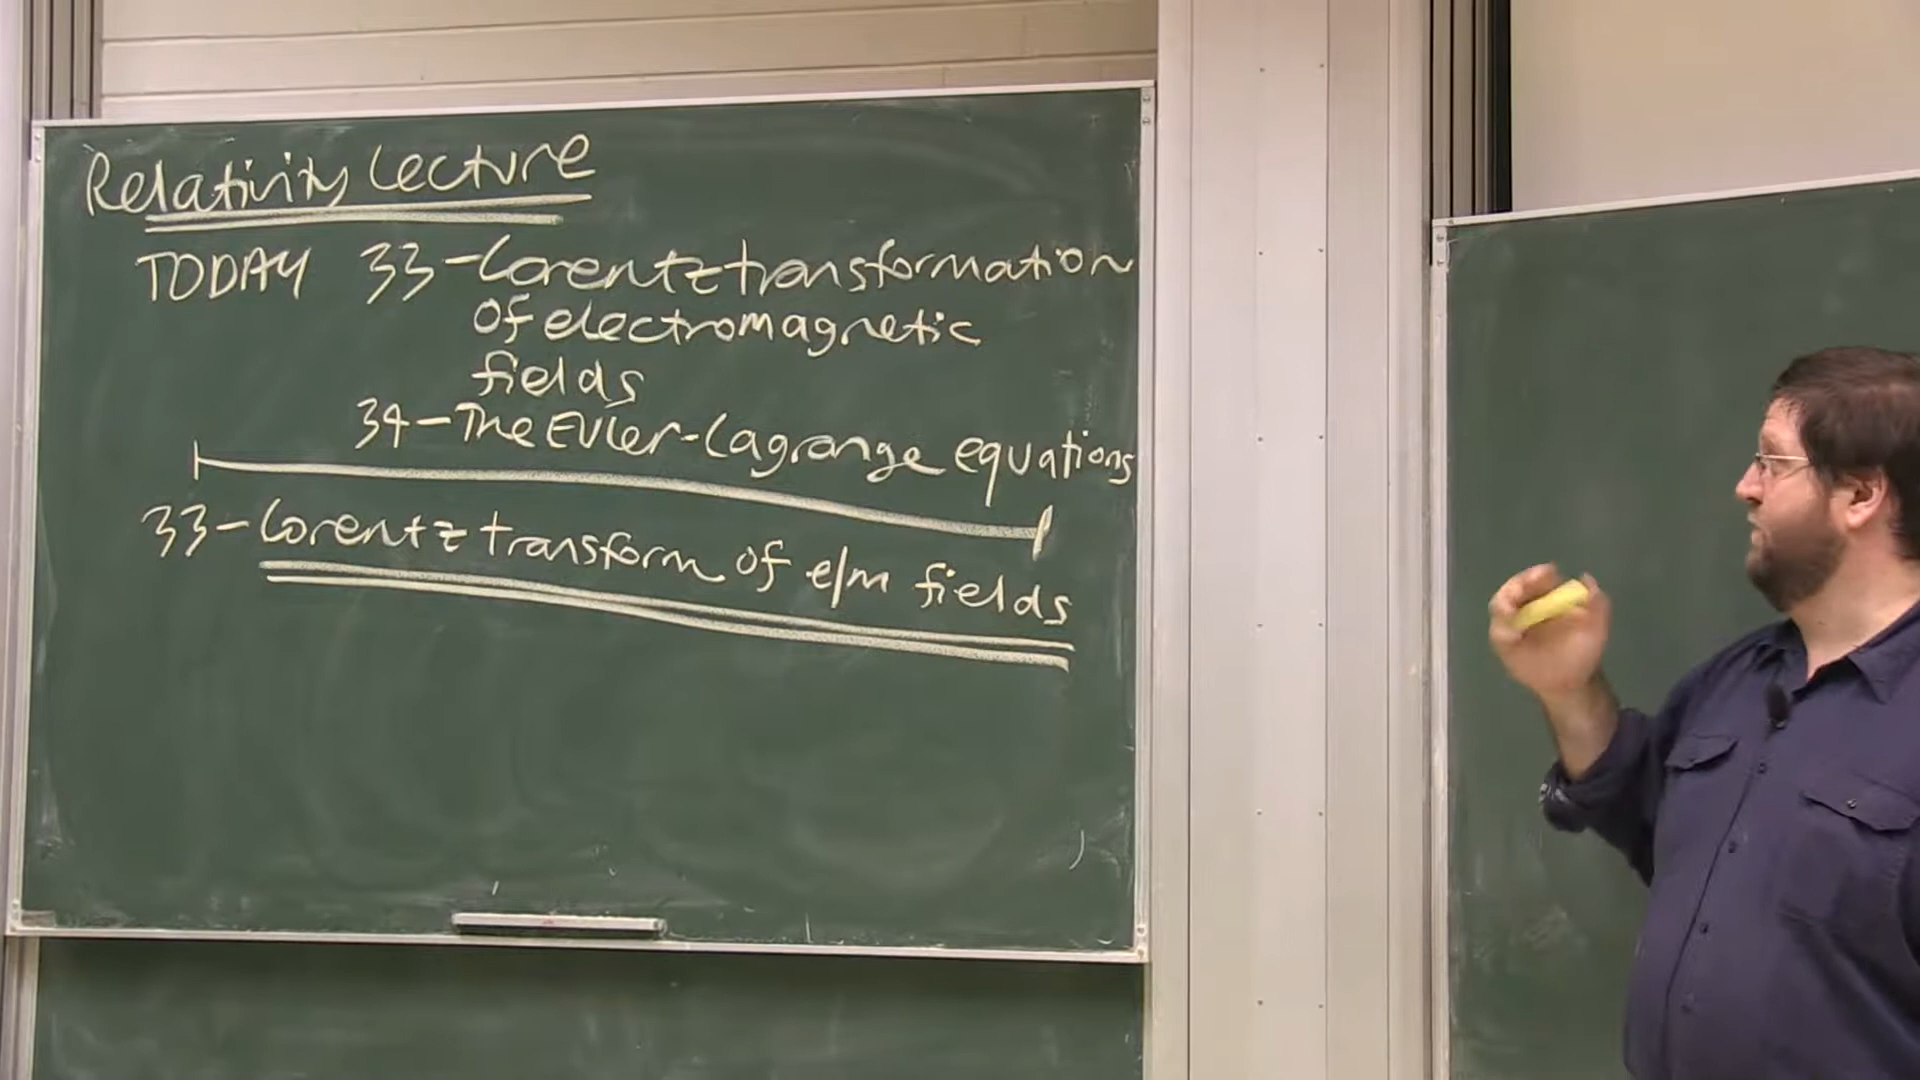 Relativity Lecture
TODAY 33-Lorentz transformation
of electromagnetic
fields
34-The Euler-Lagrange equations
33-Lorentz transform of e/m fields